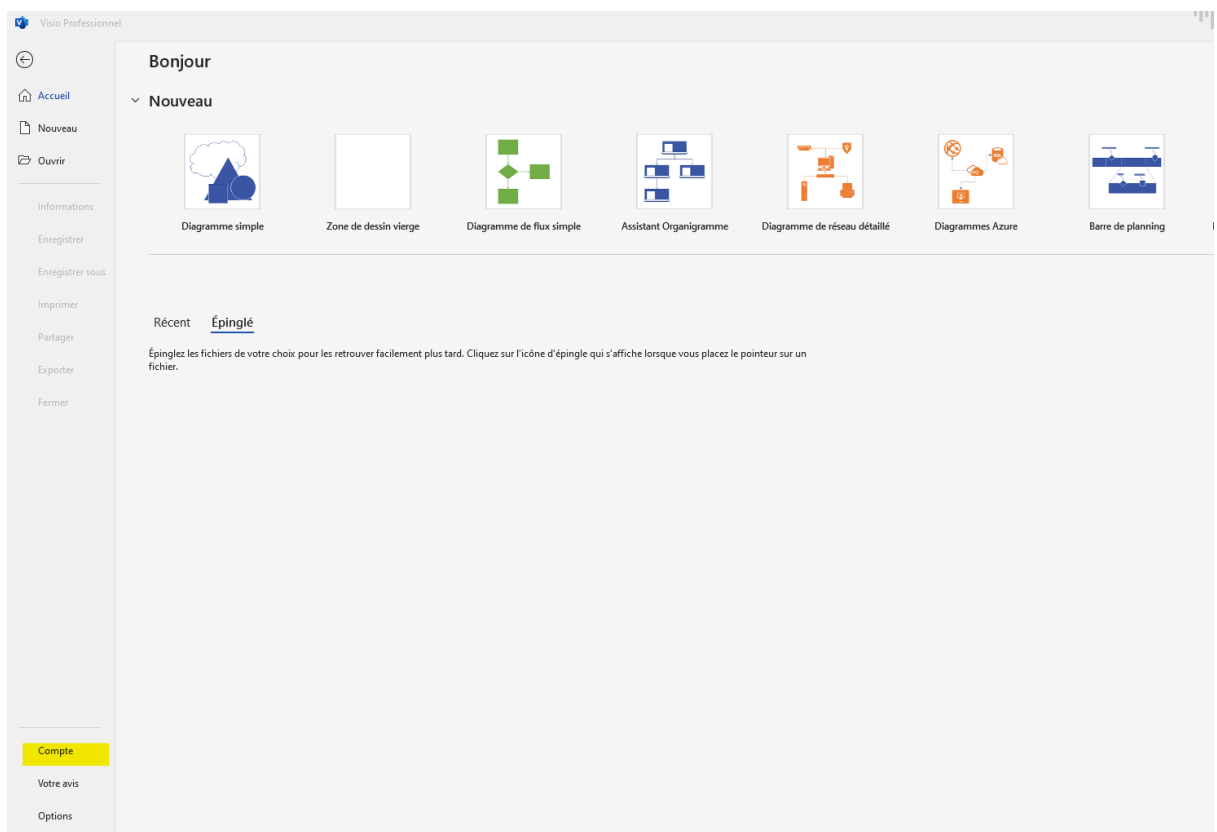 Visio Professionnel
Bonjour
Accueil
Nouveau
Nouveau
Ouvrir
Diagramme simple
Zone de dessin vierge
Diagramme de flux simple
Assistant Organigramme
Diagramme de réseau détaillé
Diagrammes Azure
Barre de planning
Informations
Enregistrer
Enregistrer sous
Imprimer
Partager
Exporter
Fermer
Récent Épinglé
Épinglez les fichiers de votre choix pour les retrouver facilement plus tard. Cliquez sur l'icône d'épingle qui s'affiche lorsque vous placez le pointeur sur un
fichier.
Compte
Votre avis
Options